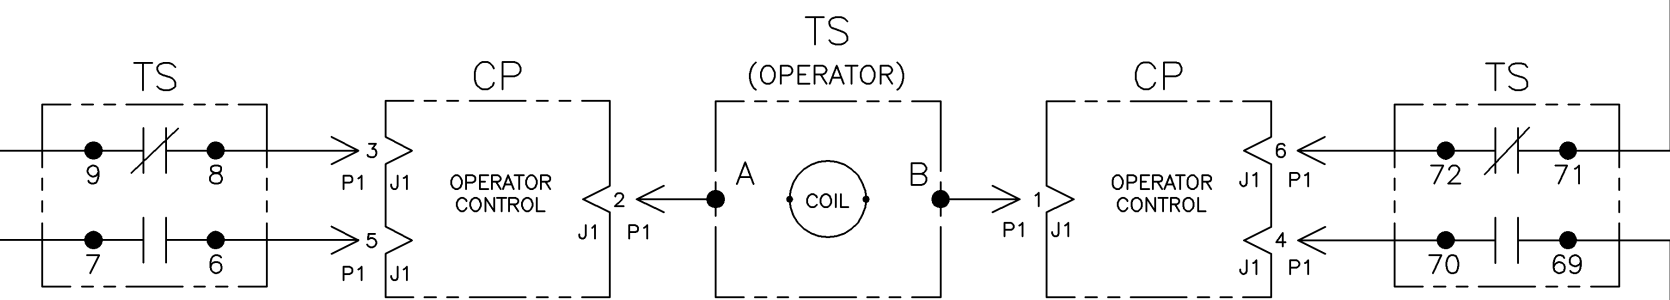 TS
(OPERATOR)
TS
CP
CP
TS
9
8
3
P1
J1
7
6
5
P1
J1
OPERATOR
CONTROL
2
J1
P1
A
COIL
B
1
P1
J1
OPERATOR
CONTROL
6
J1
P1
4
J1
P1
72
71
70
69